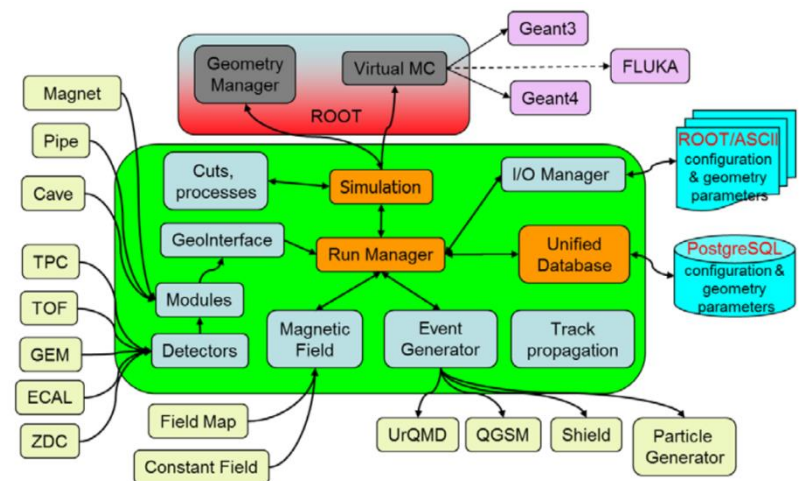 Geant3
Geometry
Manager
Virtual MC
FLUKA
ROOT
Geant4
Magnet
Pipe
Cave
TPC
TOF
GEM
ECAL
ZDC
Cuts,
processes
Simulation
I/O Manager
ROOT/ASCII
configuration
& geometry
parameters
GeoInterface
Run Manager
Unified
Database
PostgreSQL
configuration &
geometry
parameters
Modules
Detectors
Magnetic
Field
Event
Generator
Track
propagation
Field Map
Constant Field
UrQMD
QGSM
Shield
Particle
Generator